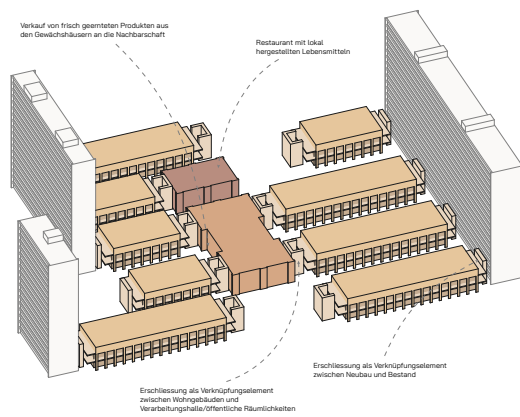 Verkauf von frisch geernteten Produkten aus
den Gewächshäusern an die Nachbarschaft
Restaurant mit lokal
hergestellten Lebensmitteln
Erschliessung als Verknüpfungselement
zwischen Neubau und Bestand
Erschliessung als Verknüpfungselement
zwischen Wohngebäuden und
Verarbeitungshalle/öffentliche Räumlichkeiten